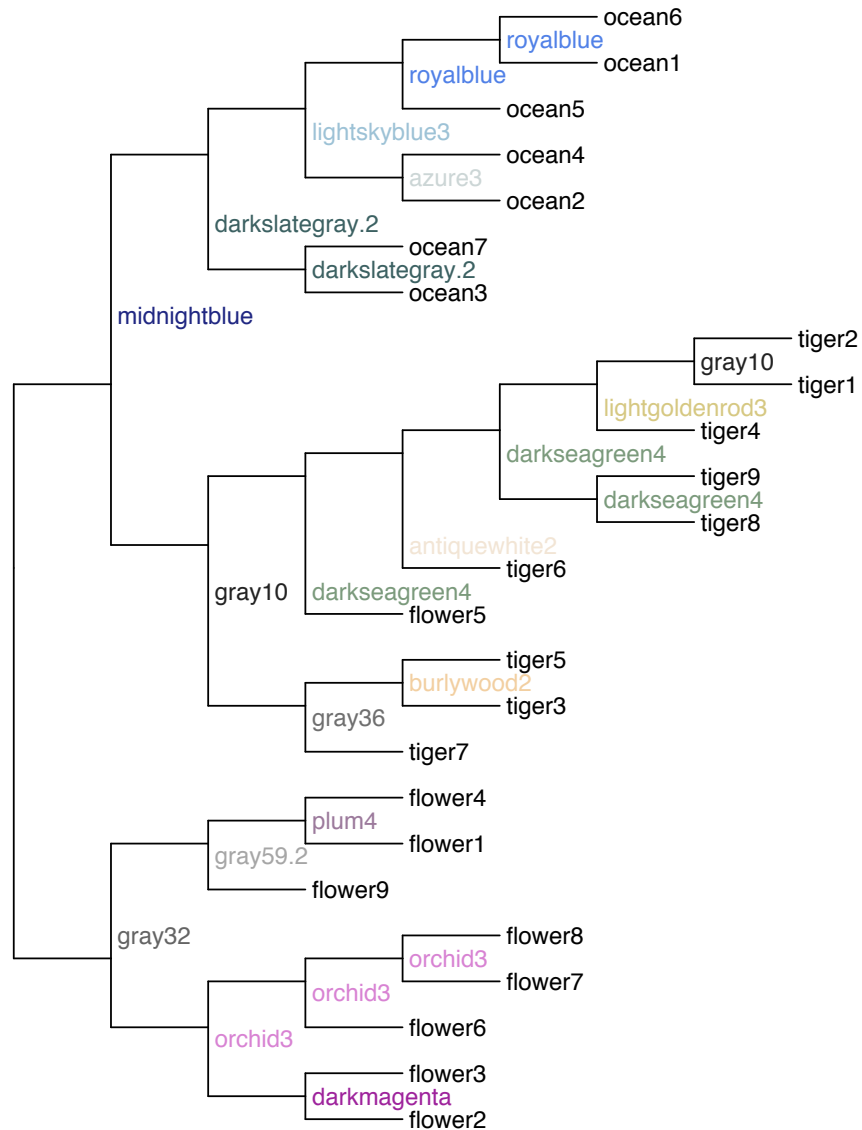 ocean6
royalblue
ocean1
royalblue
ocean5
lightskyblue3
ocean4
azure3
ocean2
darkslategray.2
ocean7
darkslategray.2
ocean3
midnightblue
tiger2
gray10
tiger1
lightgoldenrod3
tiger4
darkseagreen4
tiger9
darkseagreen4
tiger8
antiquewhite2
tiger6
darkseagreen4
gray10
flower5
tiger5
burlywood2
tiger3
gray36
tiger7
flower4
plum4
flower1
gray59.2
flower9
gray32
flower8
orchid3
flower7
orchid3
flower6
orchid3
flower3
darkmagenta
flower2